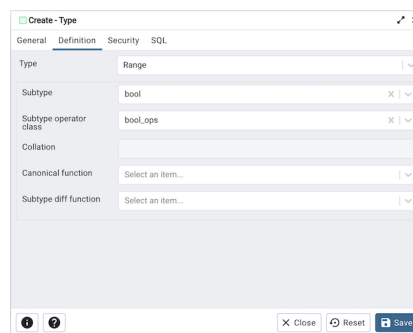 Create - Type
General Definition Security SQL
Type Range
Subtype bool
Subtype operator class bool_ops
Collation
Canonical function Select an item...
Subtype diff function Select an item...
Close Reset Save